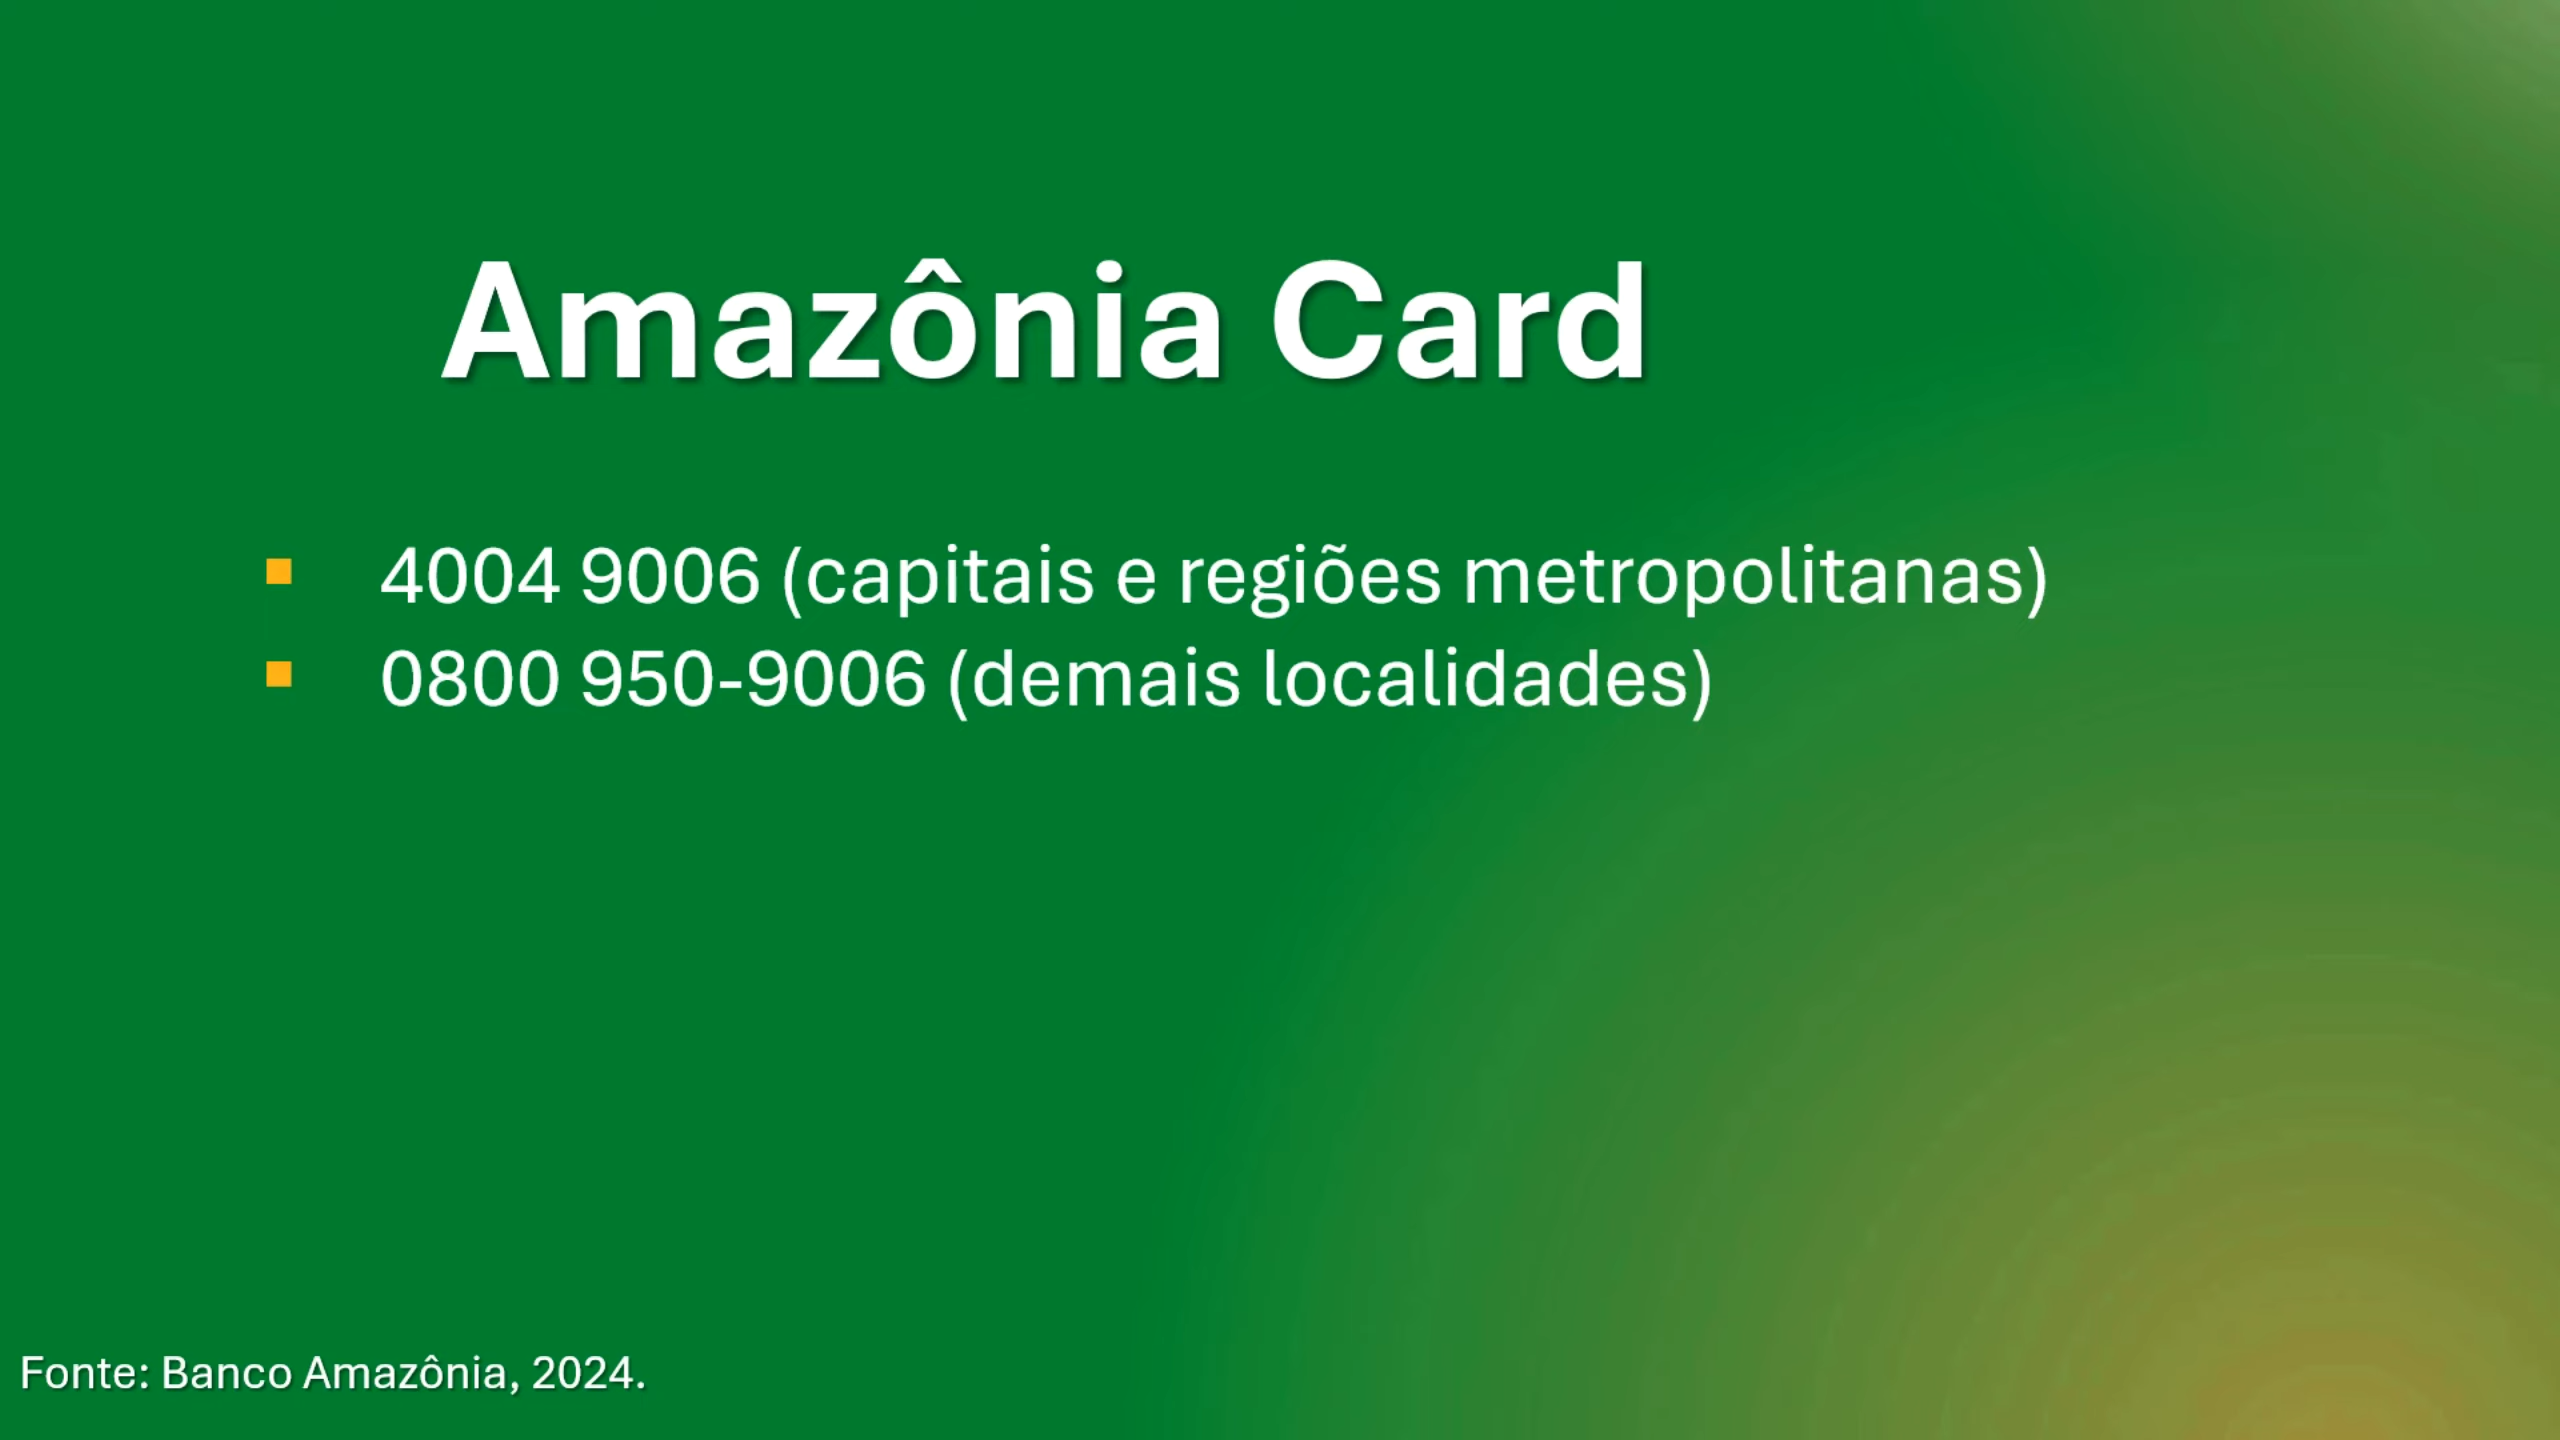 Amazônia Card
▪ 4004 9006 (capitais e regiões metropolitanas)
▪ 0800 950-9006 (demais localidades)
Fonte: Banco Amazônia, 2024.